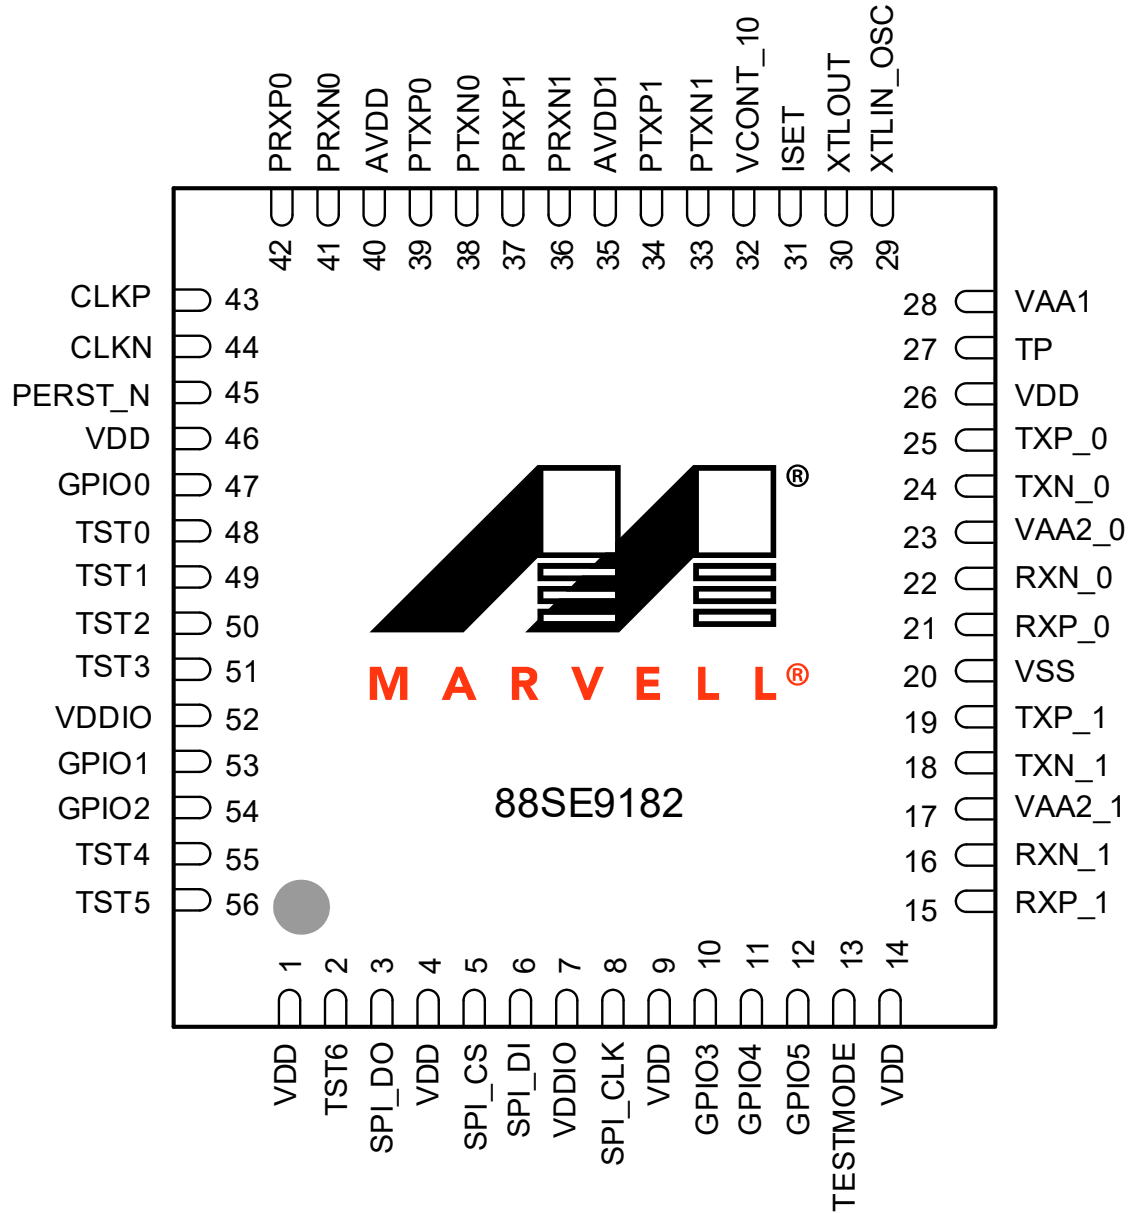 PRXP0 PRXN0 AVDD PTXP0 PTXN0 PRXP1 PRXN1 AVDD1 PTXP1 PTXN1 VCONT_10 ISET XTLOUT XTLIN_OSC
42 41 40 39 38 37 36 35 34 33 32 31 30 29
CLKP 43
CLKN 44
PERST_N 45
VDD 46
GPIO0 47
TST0 48
TST1 49
TST2 50
TST3 51
VDDIO 52
GPIO1 53
GPIO2 54
TST4 55
TST5 56
28 VAA1
27 TP
26 VDD
25 TXP_0
24 TXN_0
23 VAA2_0
22 RXN_0
21 RXP_0
20 VSS
19 TXP_1
18 TXN_1
17 VAA2_1
16 RXN_1
15 RXP_1
®
MARVELL®
88SE9182
1 2 3 4 5 6 7 8 9 10 11 12 13 14
VDD TST6 SPI_DO VDD SPI_CS SPI_DI VDDIO SPI_CLK VDD GPIO3 GPIO4 GPIO5 TESTMODE VDD